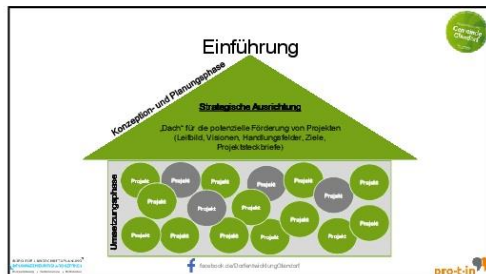 Einführung
Konzeption- und Planungsphase
Strategische Ausrichtung
„Dach“ für die potenzielle Förderung von Projekten
(Leitbild, Visionen, Handlungsfelder, Ziele,
Projektsteckbriefe)
Umsetzungsphase
Projekt Projekt Projekt Projekt Projekt Projekt
Projekt Projekt Projekt Projekt Projekt
Projekt Projekt Projekt Projekt Projekt Projekt
facebook.de/DorfentwicklungGlandorf
pro-t-in